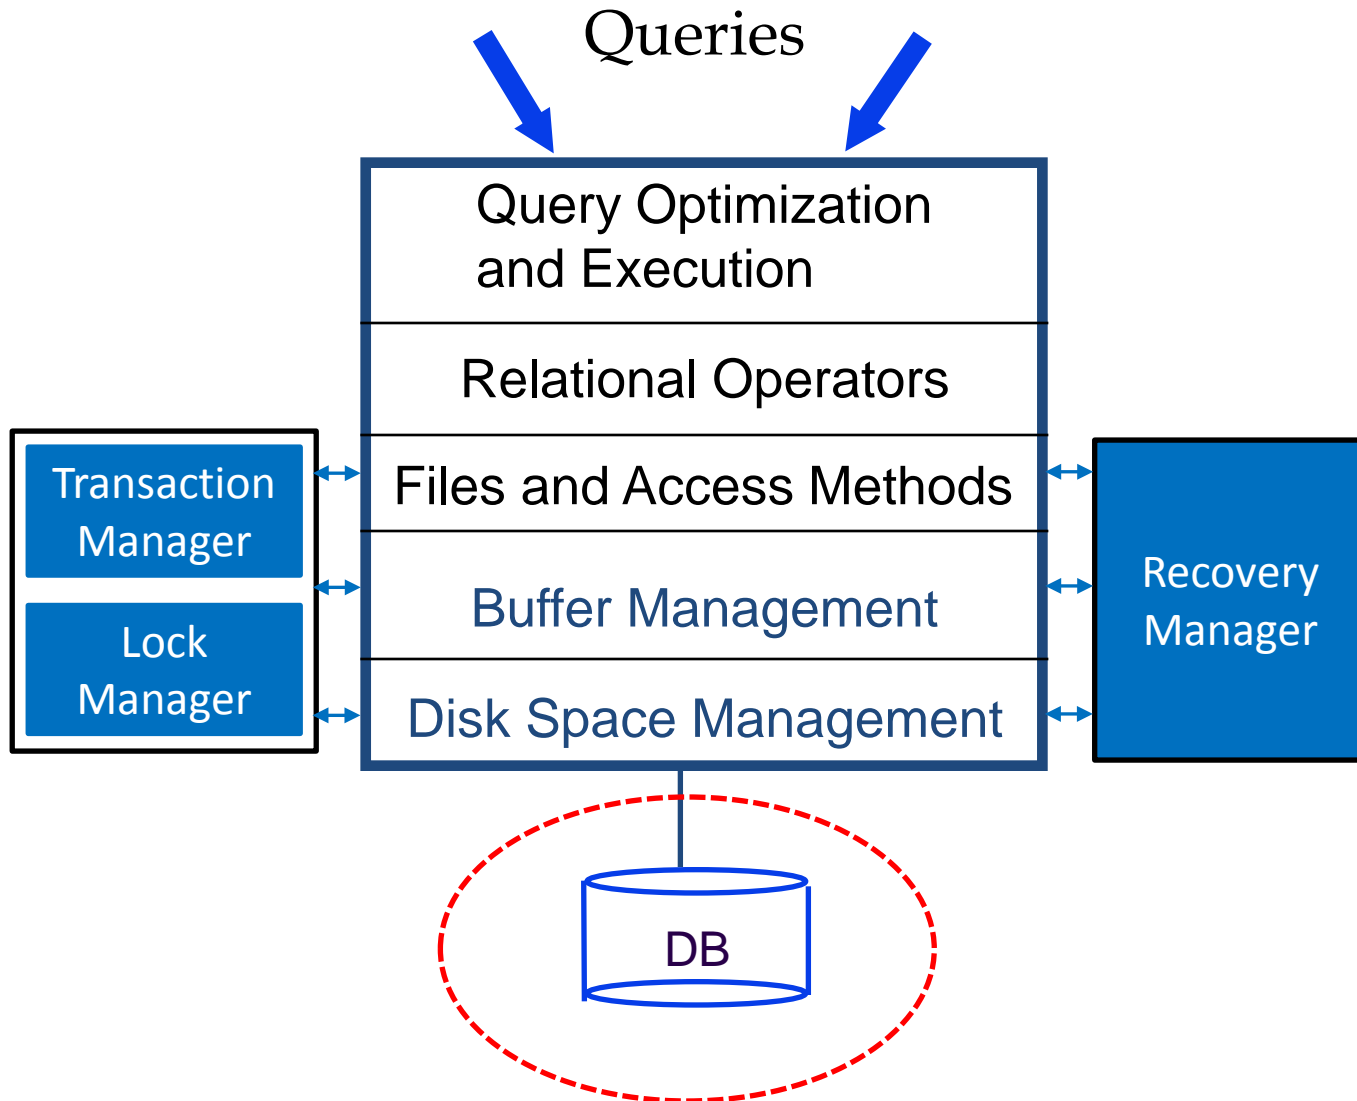 Queries
Query Optimization
and Execution
Relational Operators
Files and Access Methods
Buffer Management
Disk Space Management
Transaction
Manager
Lock
Manager
Recovery
Manager
DB